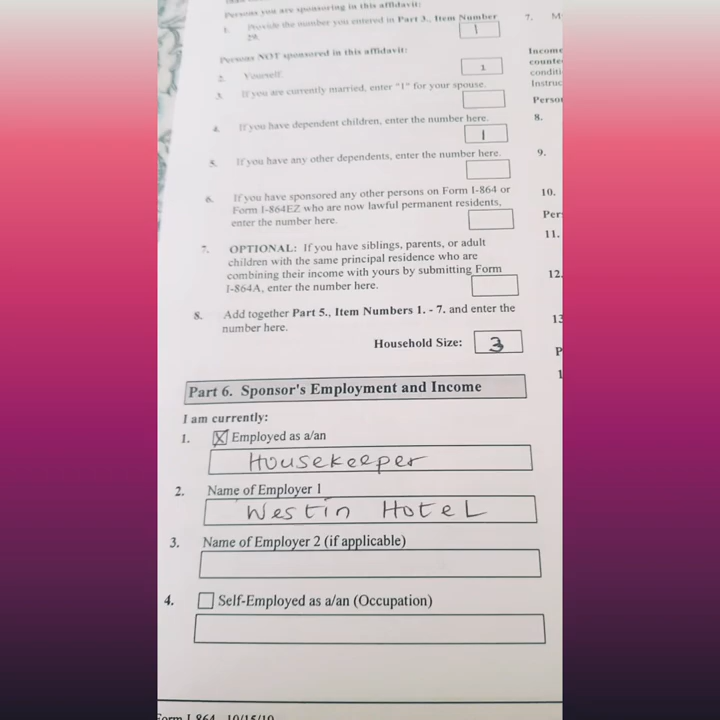 Persons you are sponsoring in this affidavit:
1. Provide the number you entered in Part 3., Item Number
29. 1
Persons NOT sponsored in this affidavit:
2. Yourself. 1
3. If you are currently married, enter "1" for your spouse.
4. If you have dependent children, enter the number here.
1
5. If you have any other dependents, enter the number here.
6. If you have sponsored any other persons on Form I-864 or
Form I-864EZ who are now lawful permanent residents,
enter the number here.
7. OPTIONAL: If you have siblings, parents, or adult
children with the same principal residence who are
combining their income with yours by submitting Form
I-864A, enter the number here.
8. Add together Part 5., Item Numbers 1. - 7. and enter the
number here.
Household Size: 3
Part 6. Sponsor's Employment and Income
I am currently:
1. X Employed as a/an
Housekeeper
2. Name of Employer 1
Westin Hotel
3. Name of Employer 2 (if applicable)
4. Self-Employed as a/an (Occupation)
Form I-864 10/15/19
7. M
Income
conditi
Instruc
Person
8.
9.
10.
Per
11.
12.
13
P
1